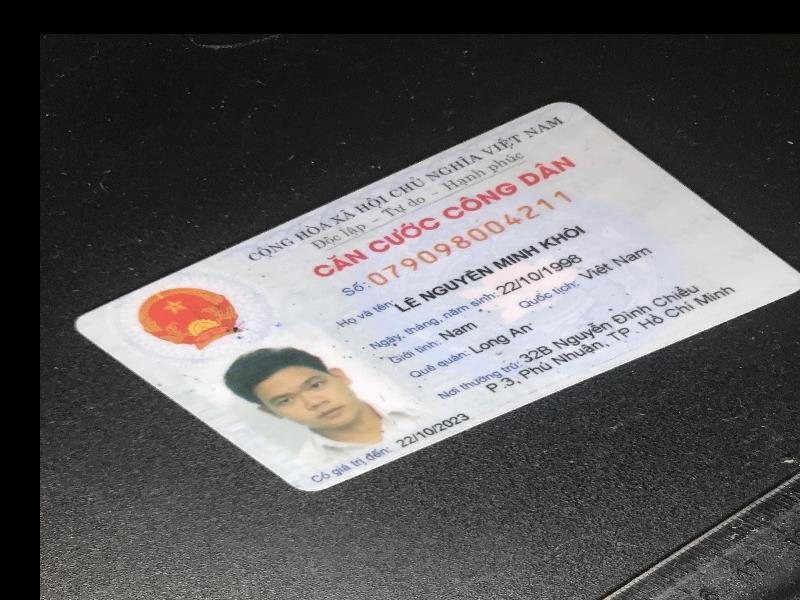 CỘNG HÒA XÃ HỘI CHỦ NGHĨA VIỆT NAM
Độc lập - Tự do - Hạnh phúc
CĂN CƯỚC CÔNG DÂN
Số: 079098004211
Họ và tên: LÊ NGUYỄN MINH KHÔI
Ngày, tháng, năm sinh: 22/10/1998
Giới tính: Nam Quốc tịch: Việt Nam
Quê quán: Long An
Nơi thường trú: 32B Nguyễn Đình Chiểu
P.3, Phú Nhuận, TP. Hồ Chí Minh
Có giá trị đến: 22/10/2023
17